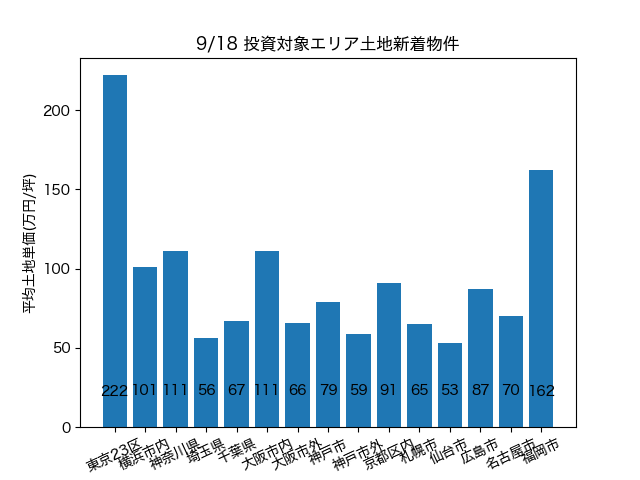 9/18 投資対象エリア土地新着物件
平均土地単価(万円/坪)
200
150
100
50
0
222 101 111 56 67 111 66 79 59 91 65 53 87 70 162
東京23区 横浜市内 神奈川県 埼玉県 千葉県 大阪市内 大阪市外 神戸市 神戸市外 京都区内 札幌市 仙台市 広島市 名古屋市 福岡市